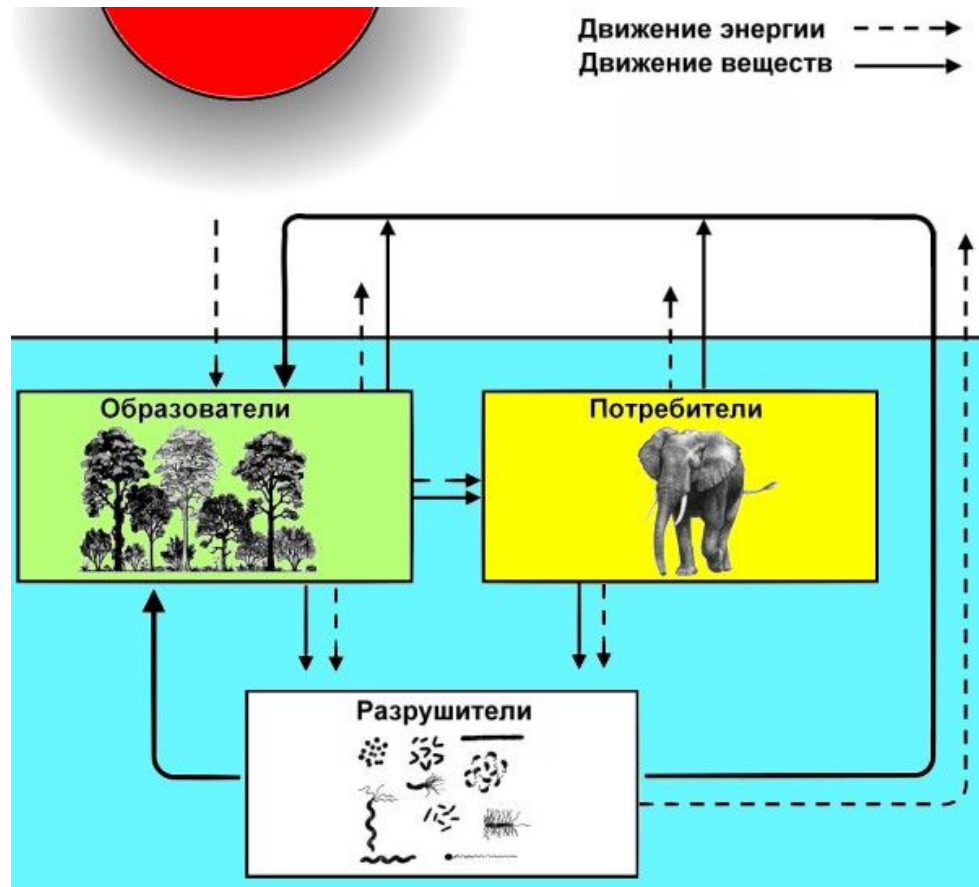 Движение энергии
Движение веществ
Образователи
Потребители
Разрушители